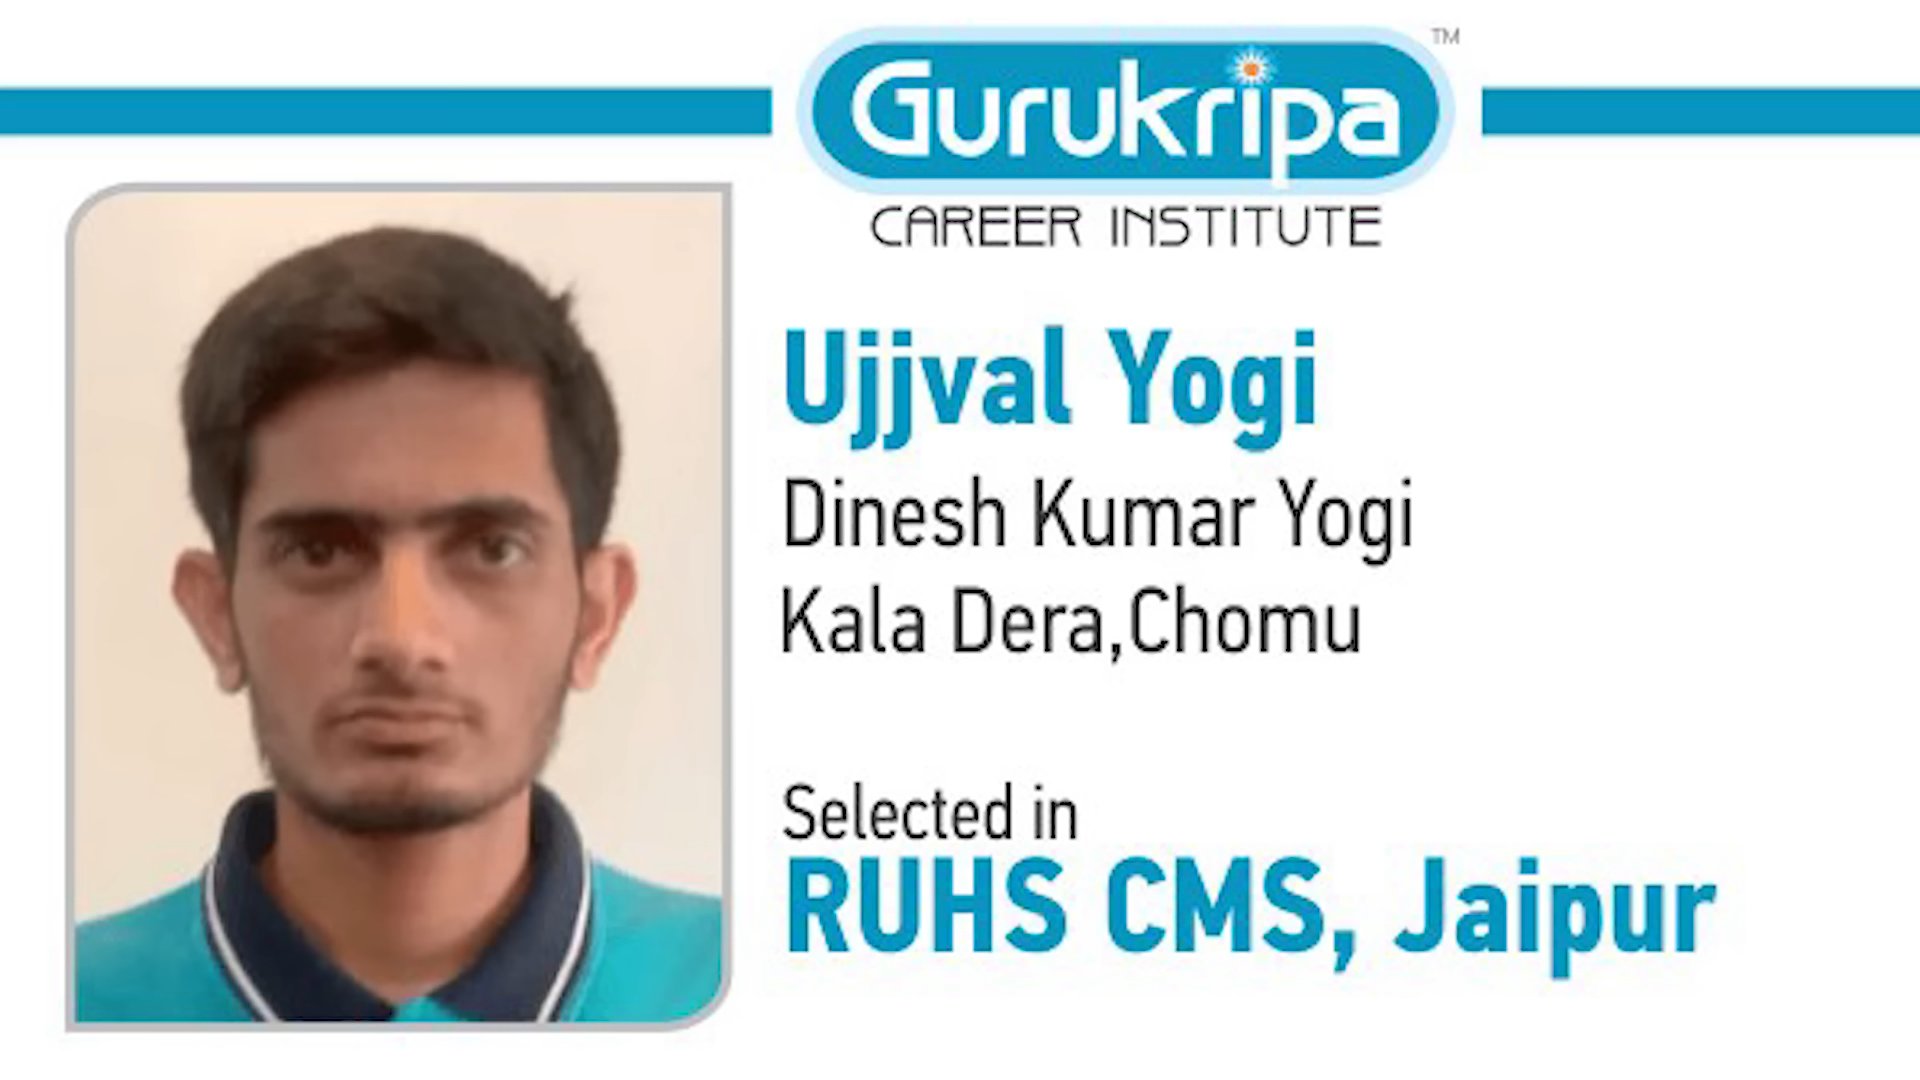 Gurukripa TM
CAREER INSTITUTE
Ujjval Yogi
Dinesh Kumar Yogi
Kala Dera,Chomu
Selected in
RUHS CMS, Jaipur